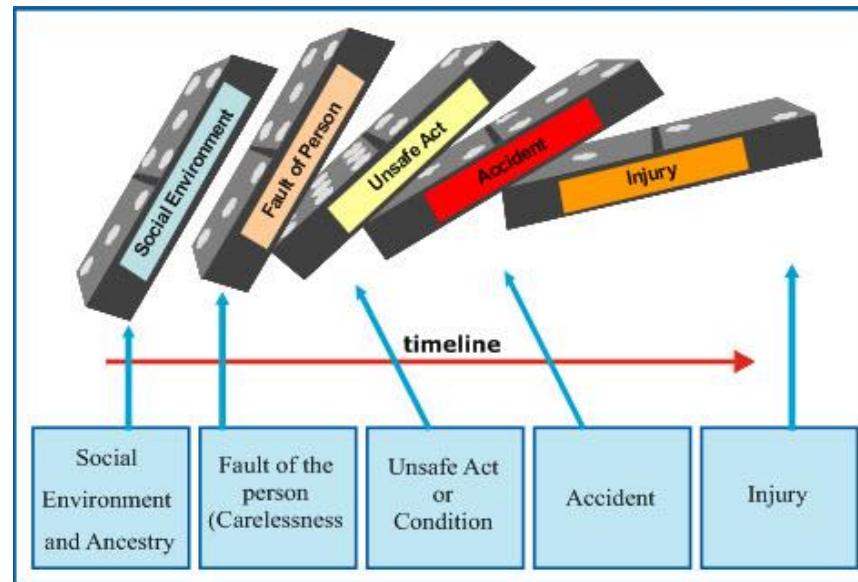 Social Environment
Fault of Person
Unsafe Act
Accident
Injury
timeline
Social
Environment
and Ancestry
Fault of the
person
(Carelessness
Unsafe Act
or
Condition
Accident
Injury